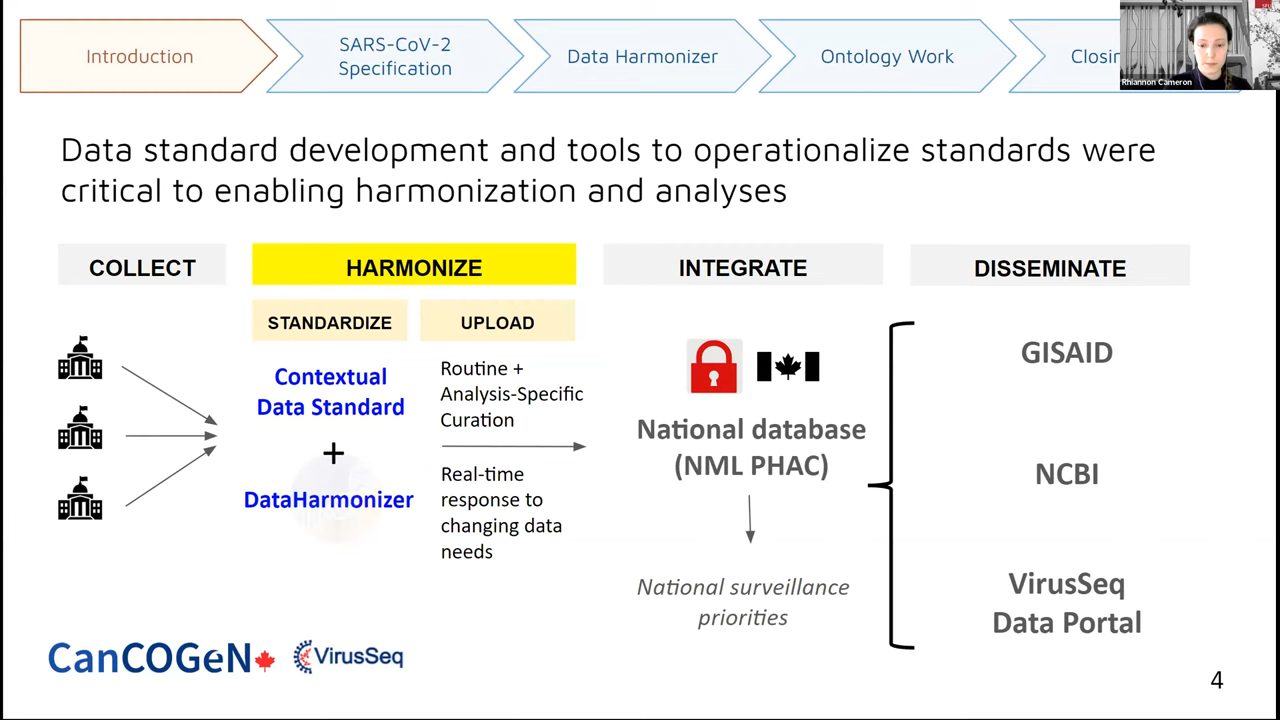 Introduction
SARS-CoV-2
Specification
Data Harmonizer
Ontology Work
Closin
Rhiannon Cameron
Data standard development and tools to operationalize standards were
critical to enabling harmonization and analyses
COLLECT
HARMONIZE
INTEGRATE
DISSEMINATE
STANDARDIZE
UPLOAD
Contextual
Data Standard
+
DataHarmonizer
Routine +
Analysis-Specific
Curation
Real-time
response to
changing data
needs
National database
(NML PHAC)
National surveillance
priorities
GISAID
NCBI
VirusSeq
Data Portal
CanCOGeN
VirusSeq
4